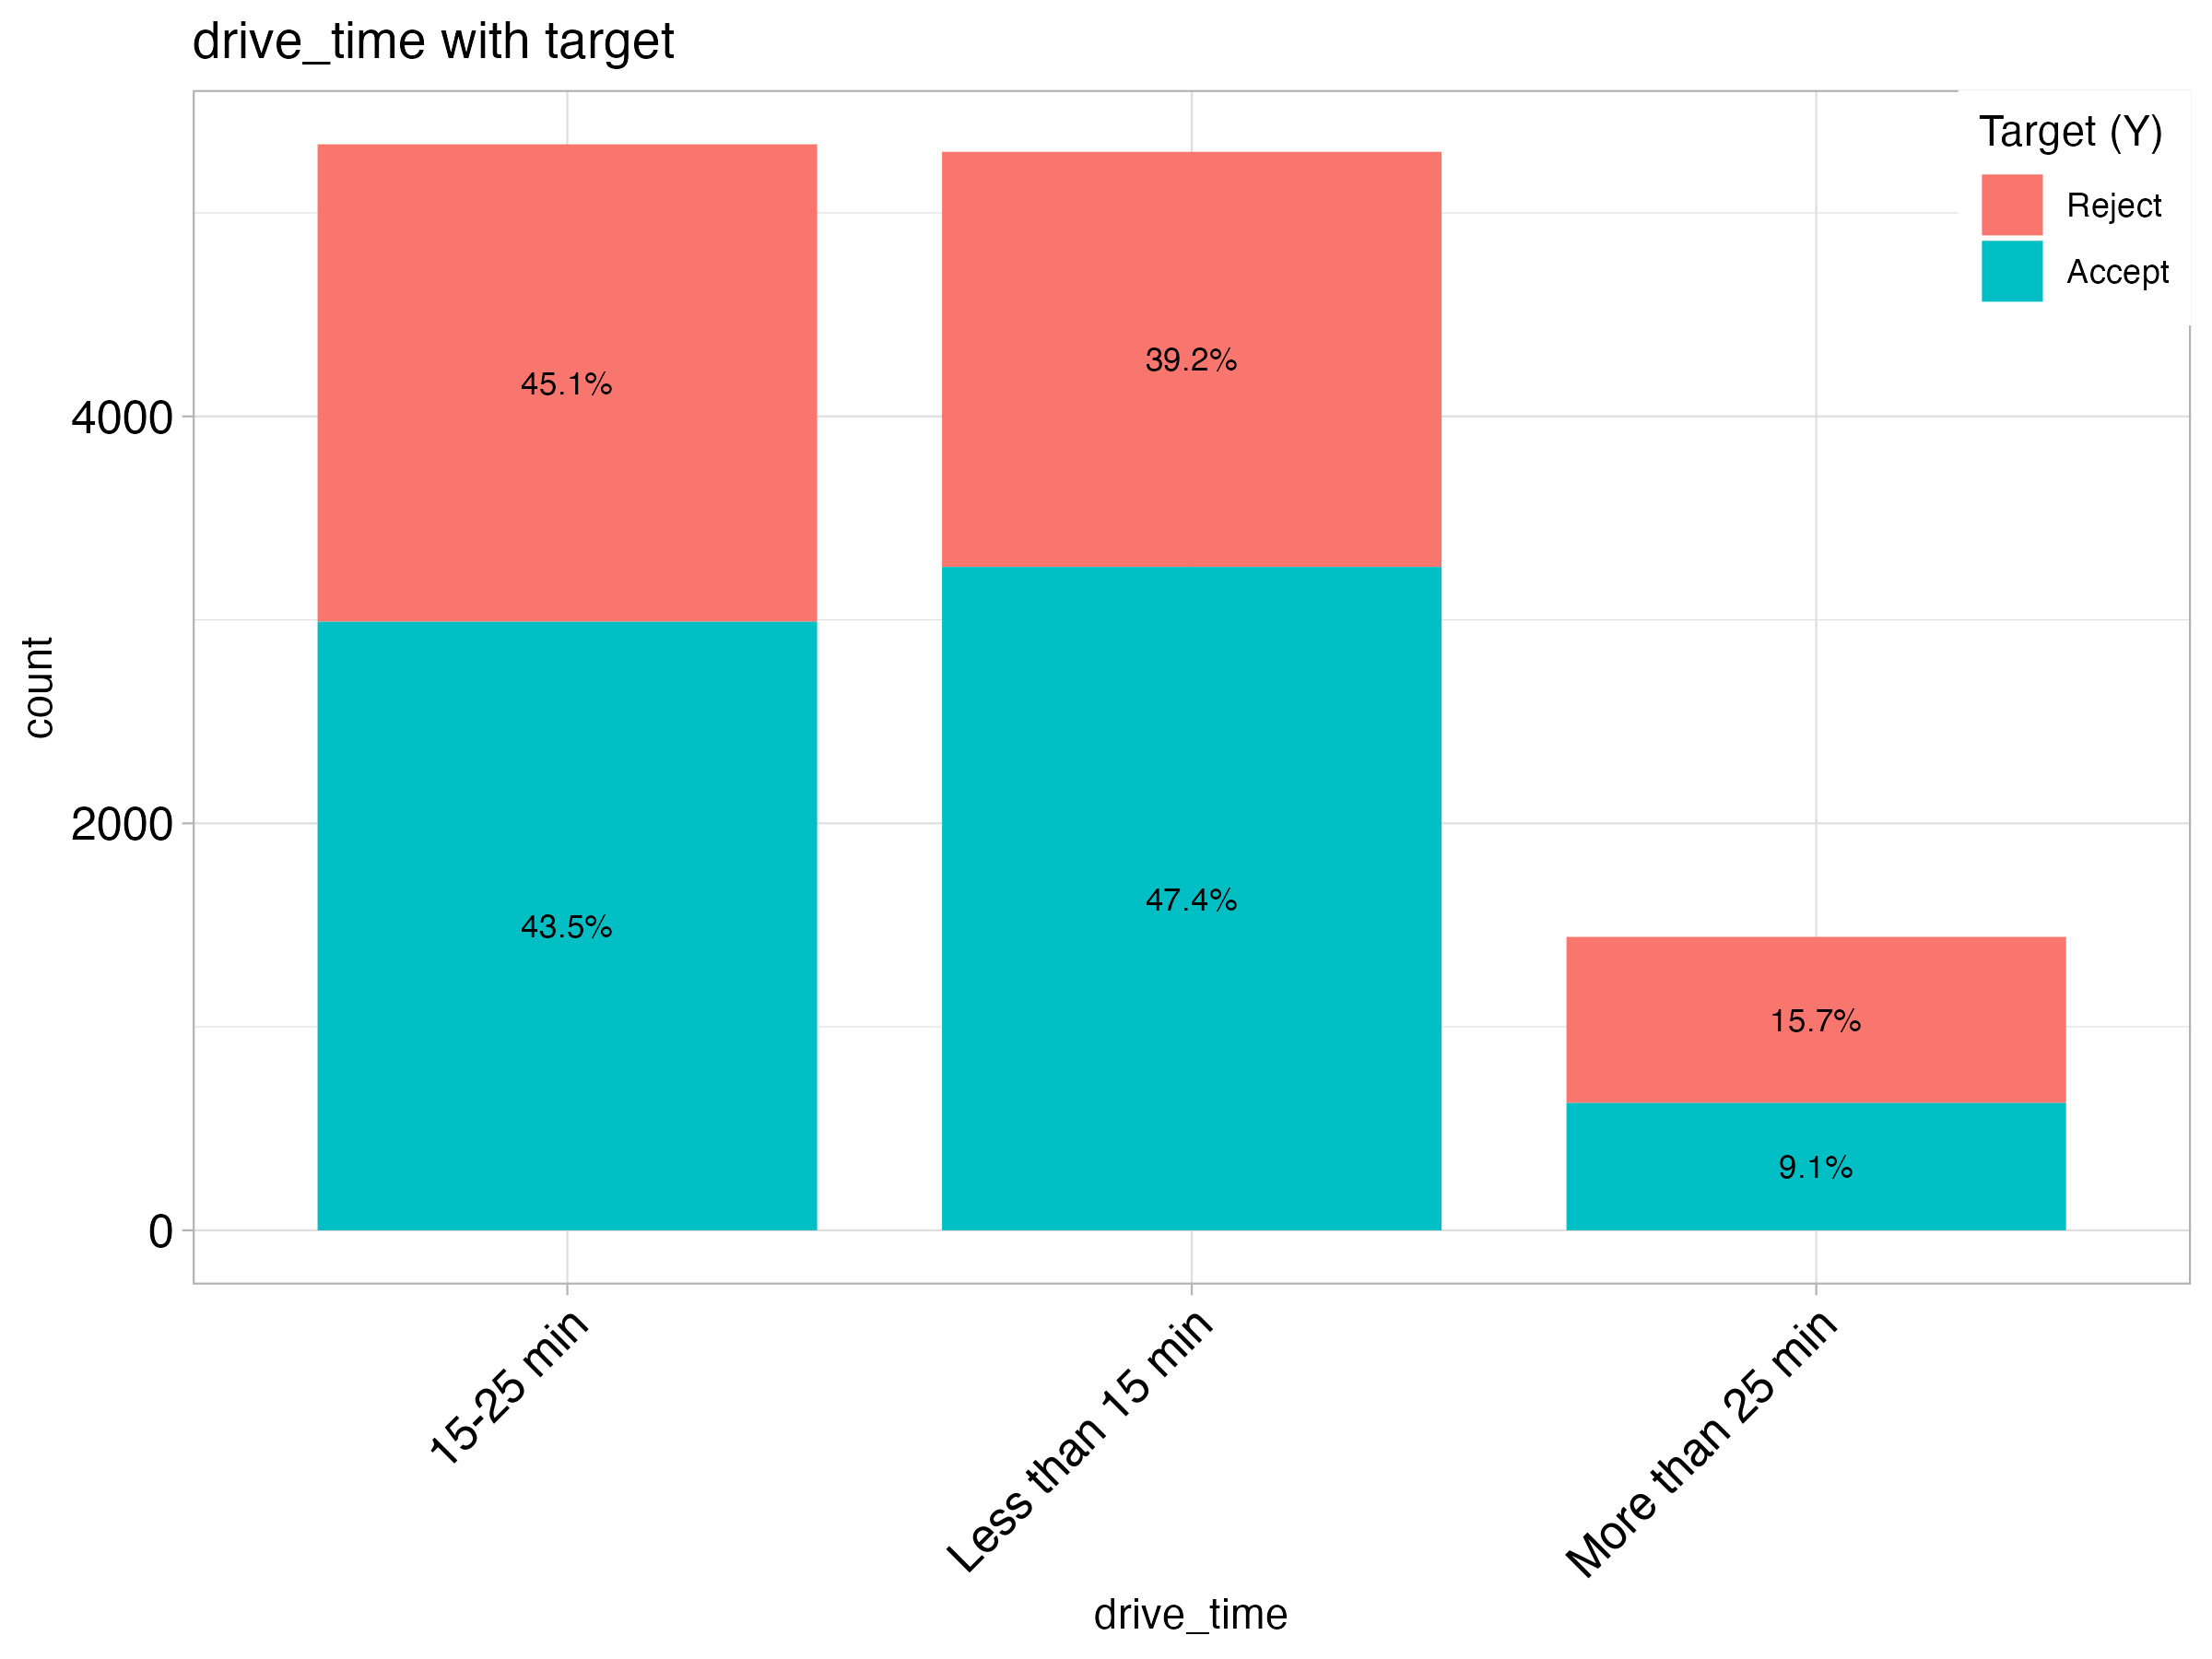 drive_time with target
Target (Y)
Reject
Accept
count
4000
2000
0
45.1%
43.5%
39.2%
47.4%
15.7%
9.1%
15-25 min
Less than 15 min
More than 25 min
drive_time